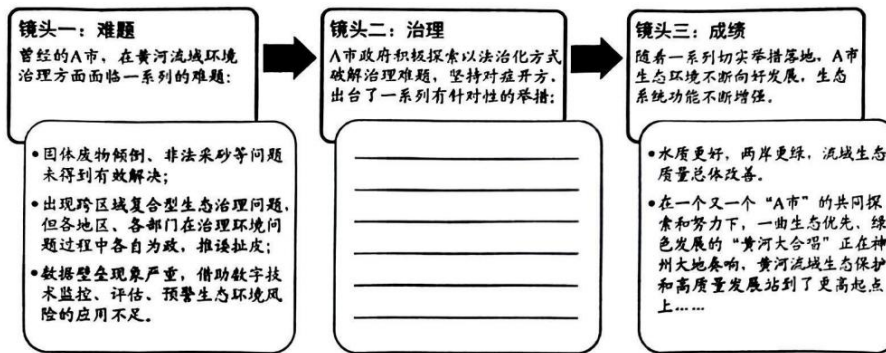 镜头一：难题
曾经的A市，在黄河流域环境
治理方面面临一系列的难题：
•固体废物倾倒、非法采砂等问题
未得到有效解决；
•出现跨区域复合型生态治理问题，
但各地区、各部门在治理环境问
题过程中各自为政，推诿扯皮；
•数据壁垒现象严重，借助数字技
术监控、评估、预警生态环境风
险的应用不足。
镜头二：治理
A市政府积极探索以法治化方式
破解治理难题，坚持对症开方，
出台了一系列有针对性的举措：
镜头三：成绩
随着一系列切实举措落地，A市
生态环境不断向好发展，生态
系统功能不断增强。
•水质更好，两岸更绿，流域生态
质量总体改善。
•在一个又一个“A市”的共同探
索和努力下，一曲生态优先、绿
色发展的“黄河大合唱”正在神
州大地奏响，黄河流域生态保护
和高质量发展站到了更高起点
上……